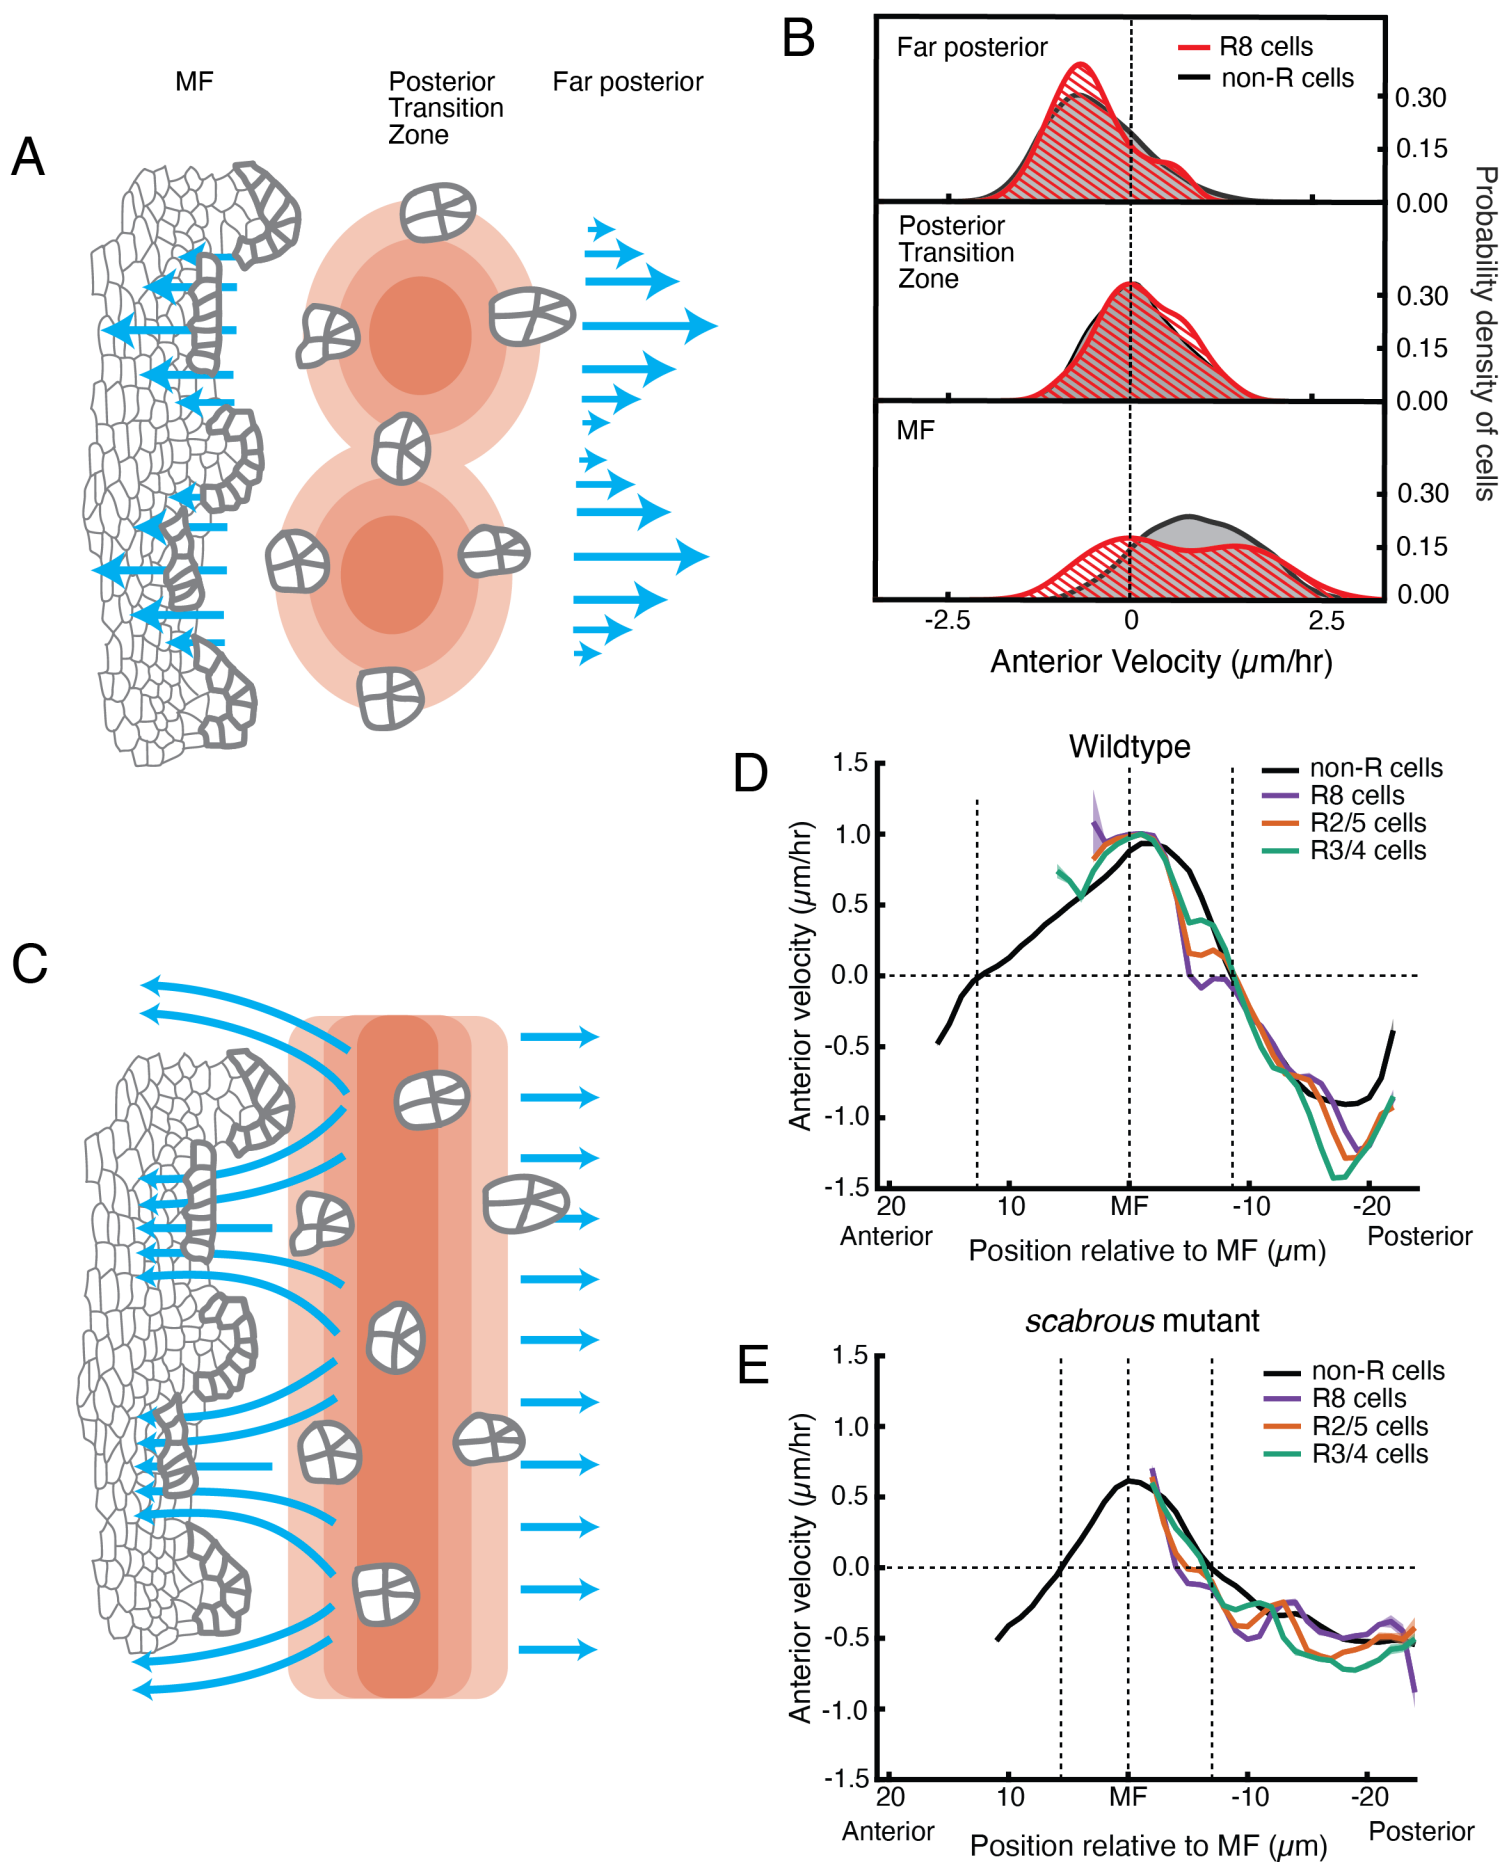 A
MF
Posterior
Transition
Zone
Far posterior
B
Far posterior
R8 cells
non-R cells
0.30
0.15
0.00
Posterior
Transition
Zone
0.30
0.15
0.00
MF
0.30
0.15
0.00
Probability density of cells
-2.5 0 2.5
Anterior Velocity (µm/hr)
C
D
Wildtype
non-R cells
R8 cells
R2/5 cells
R3/4 cells
1.5
1.0
0.5
0.0
-0.5
-1.0
-1.5
Anterior velocity (µm/hr)
20 10 MF -10 -20
Anterior Posterior
Position relative to MF (µm)
E
scabrous mutant
non-R cells
R8 cells
R2/5 cells
R3/4 cells
1.5
1.0
0.5
0.0
-0.5
-1.0
-1.5
Anterior velocity (µm/hr)
20 10 MF -10 -20
Anterior Posterior
Position relative to MF (µm)